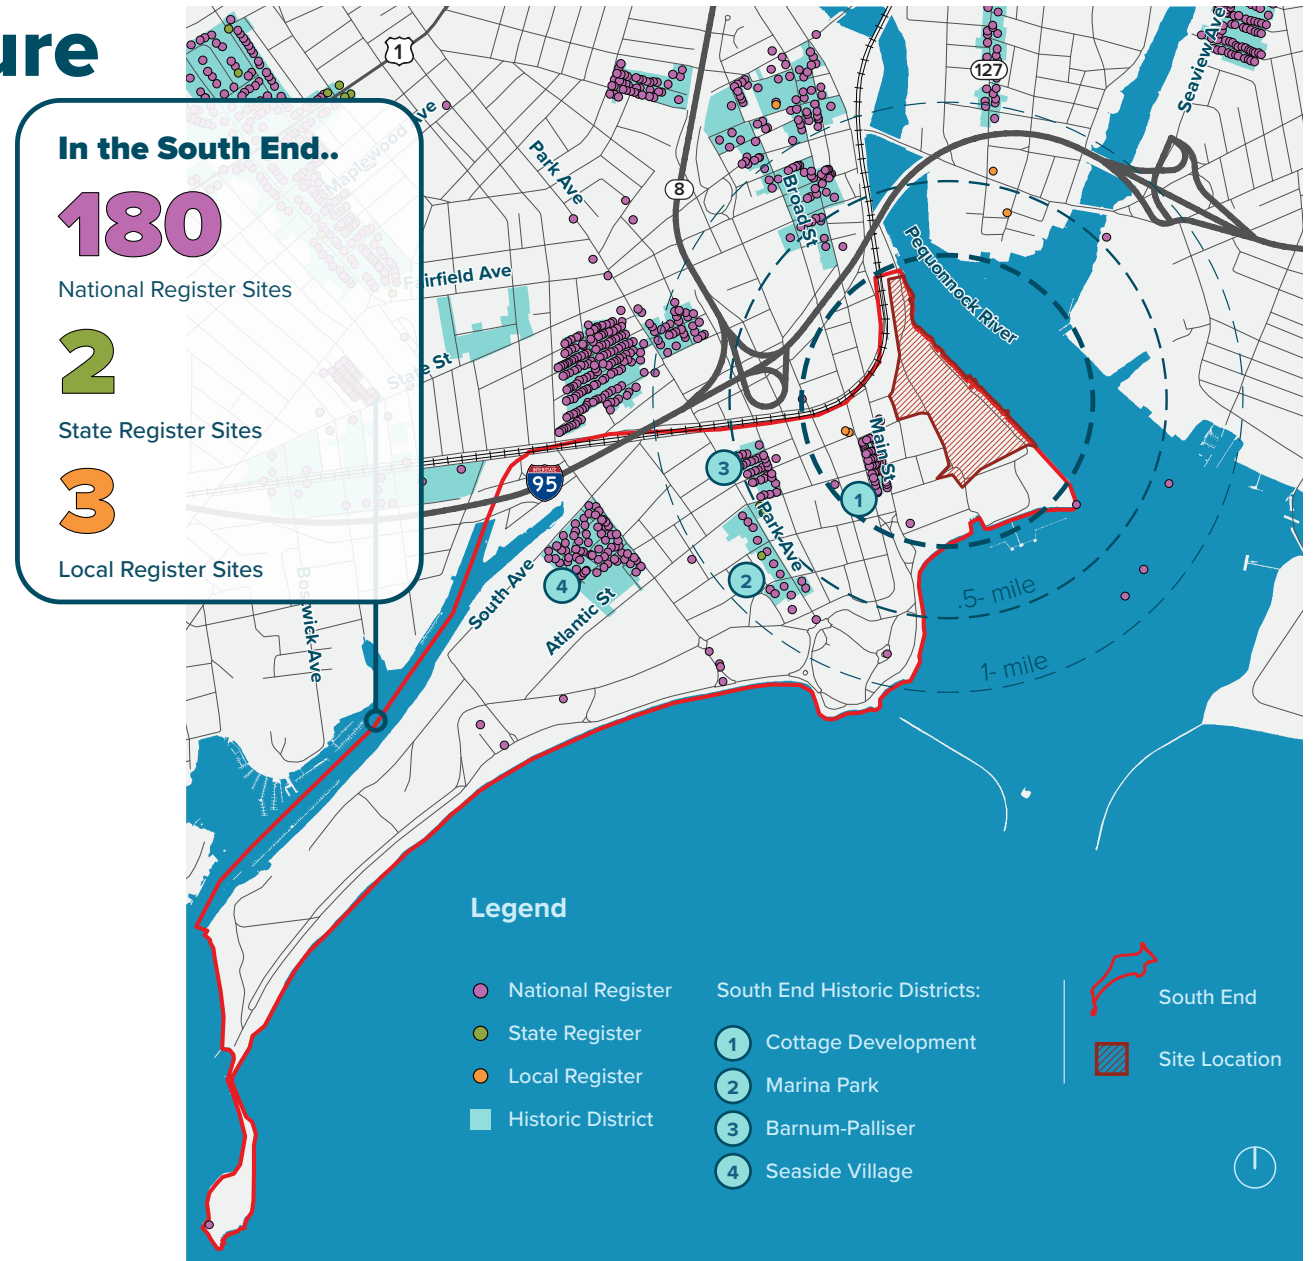 ure
In the South End..
180
National Register Sites
2
State Register Sites
3
Local Register Sites
1
Maplewood Ave
Park Ave
8
Broad St
127
Seaview Ave
Fairfield Ave
State St
Pequonnock River
INTERSTATE
95
Main St
1
3
Park Ave
2
4
South Ave
Atlantic St
Bostwick Ave
.5- mile
1- mile
Legend
National Register
State Register
Local Register
Historic District
South End Historic Districts:
1 Cottage Development
2 Marina Park
3 Barnum-Palliser
4 Seaside Village
South End
Site Location